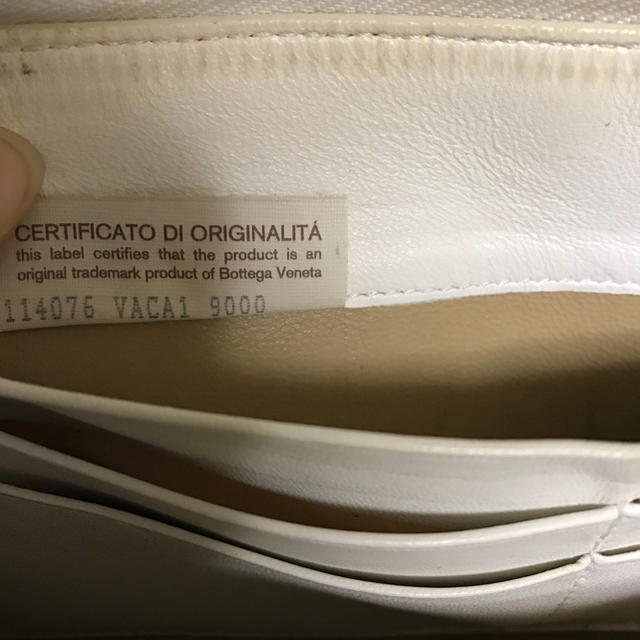 CERTIFICATO DI ORIGINALITÁ
this label certifies that the product is an
original trademark product of Bottega Veneta
114076 VACA1 9000